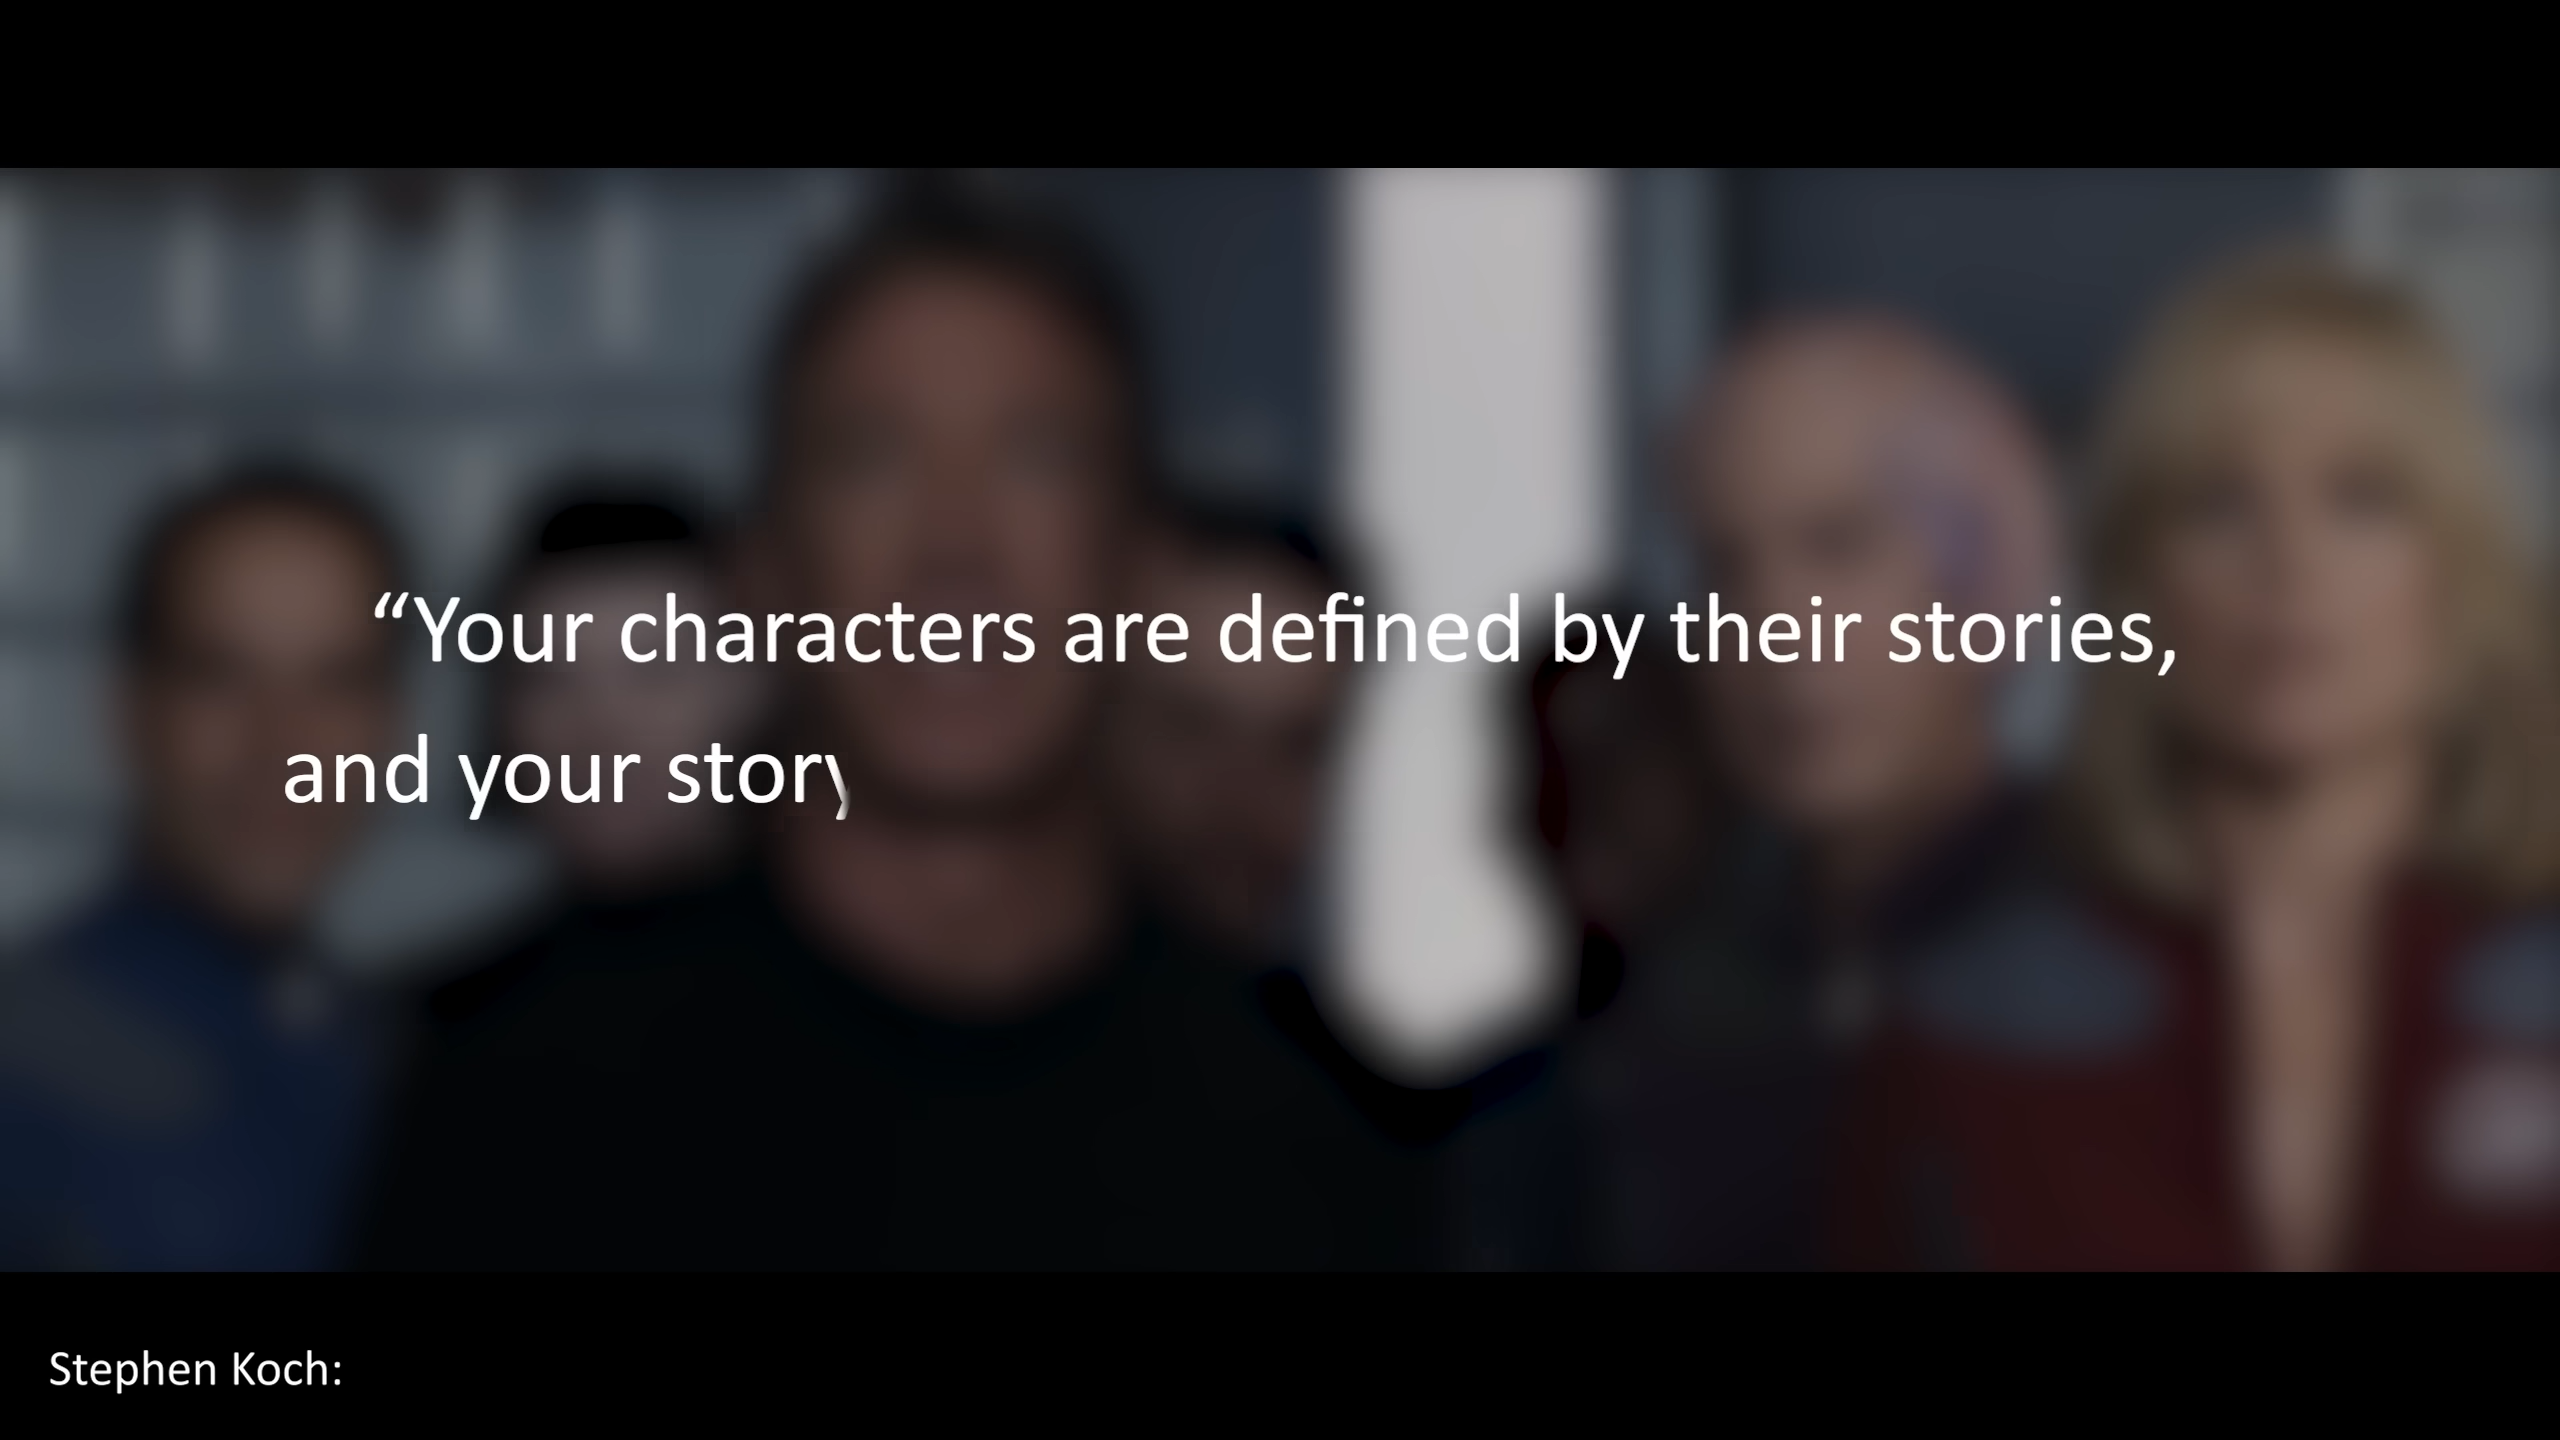 “Your characters are defined by their stories,
and your story
Stephen Koch: